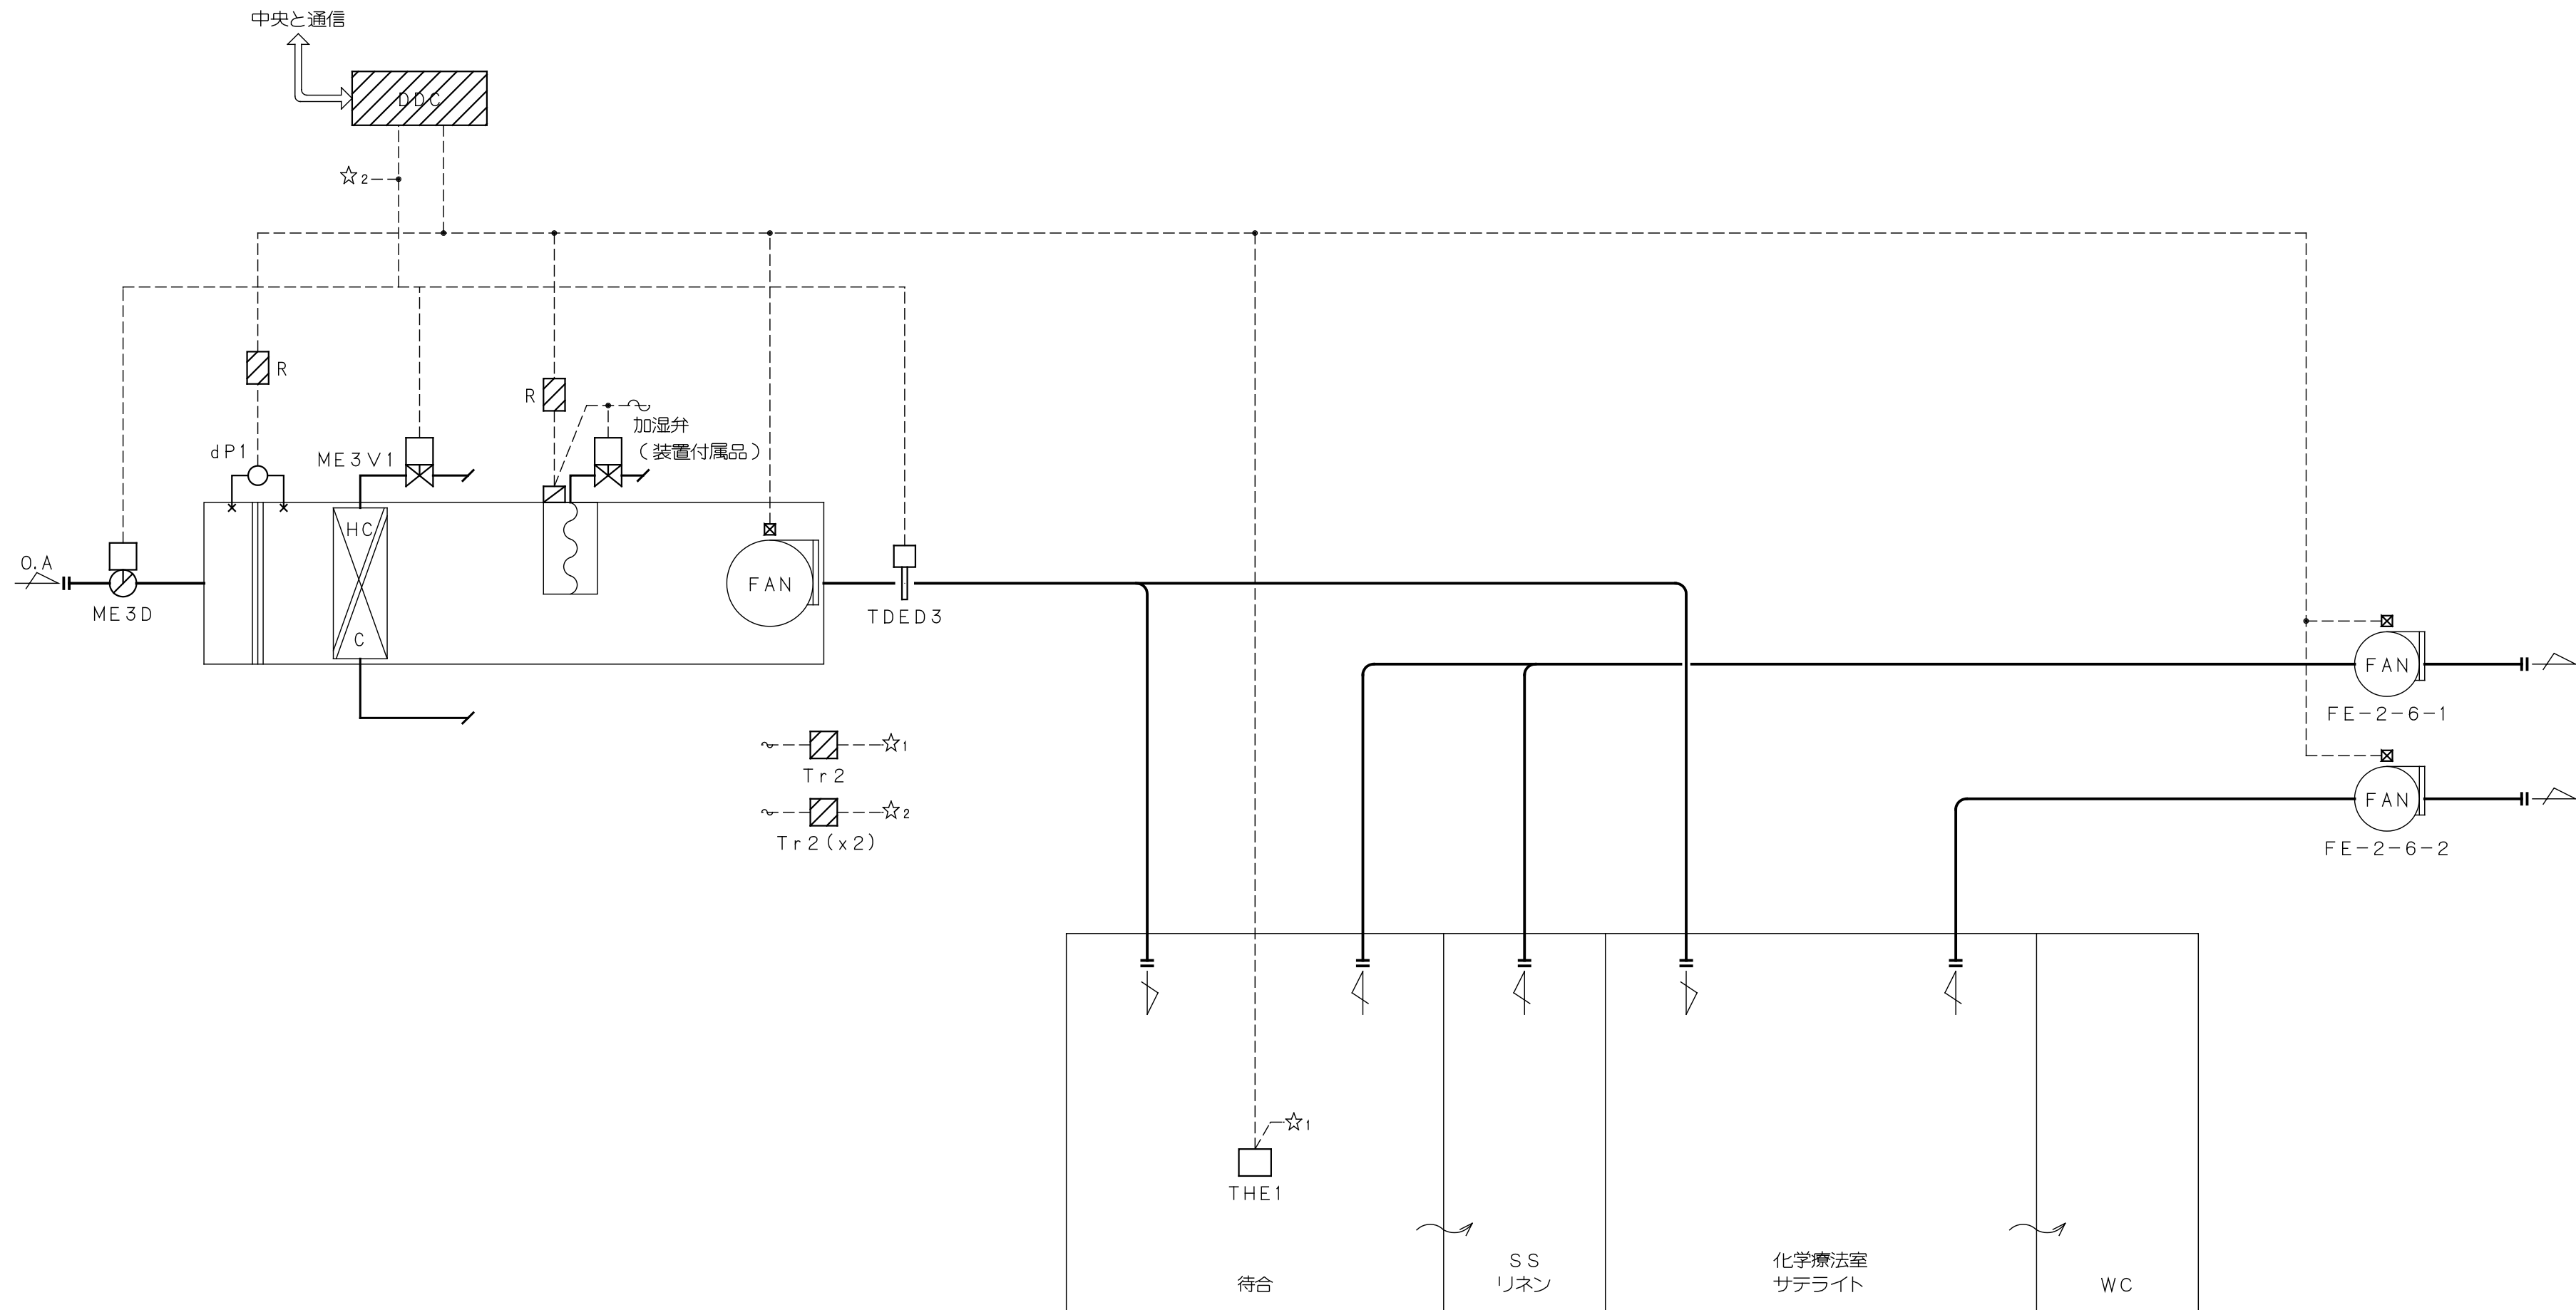 中央と通信
DDC
☆2
R
R
加湿弁
(装置付属品)
dP1
ME3V1
HC
C
O.A
ME3D
FAN
TDED3
FAN
FE-2-6-1
☆1
Tr2
☆2
Tr2(x2)
FAN
FE-2-6-2
☆1
THE1
待合
SS
リネン
化学療法室
サテライト
WC